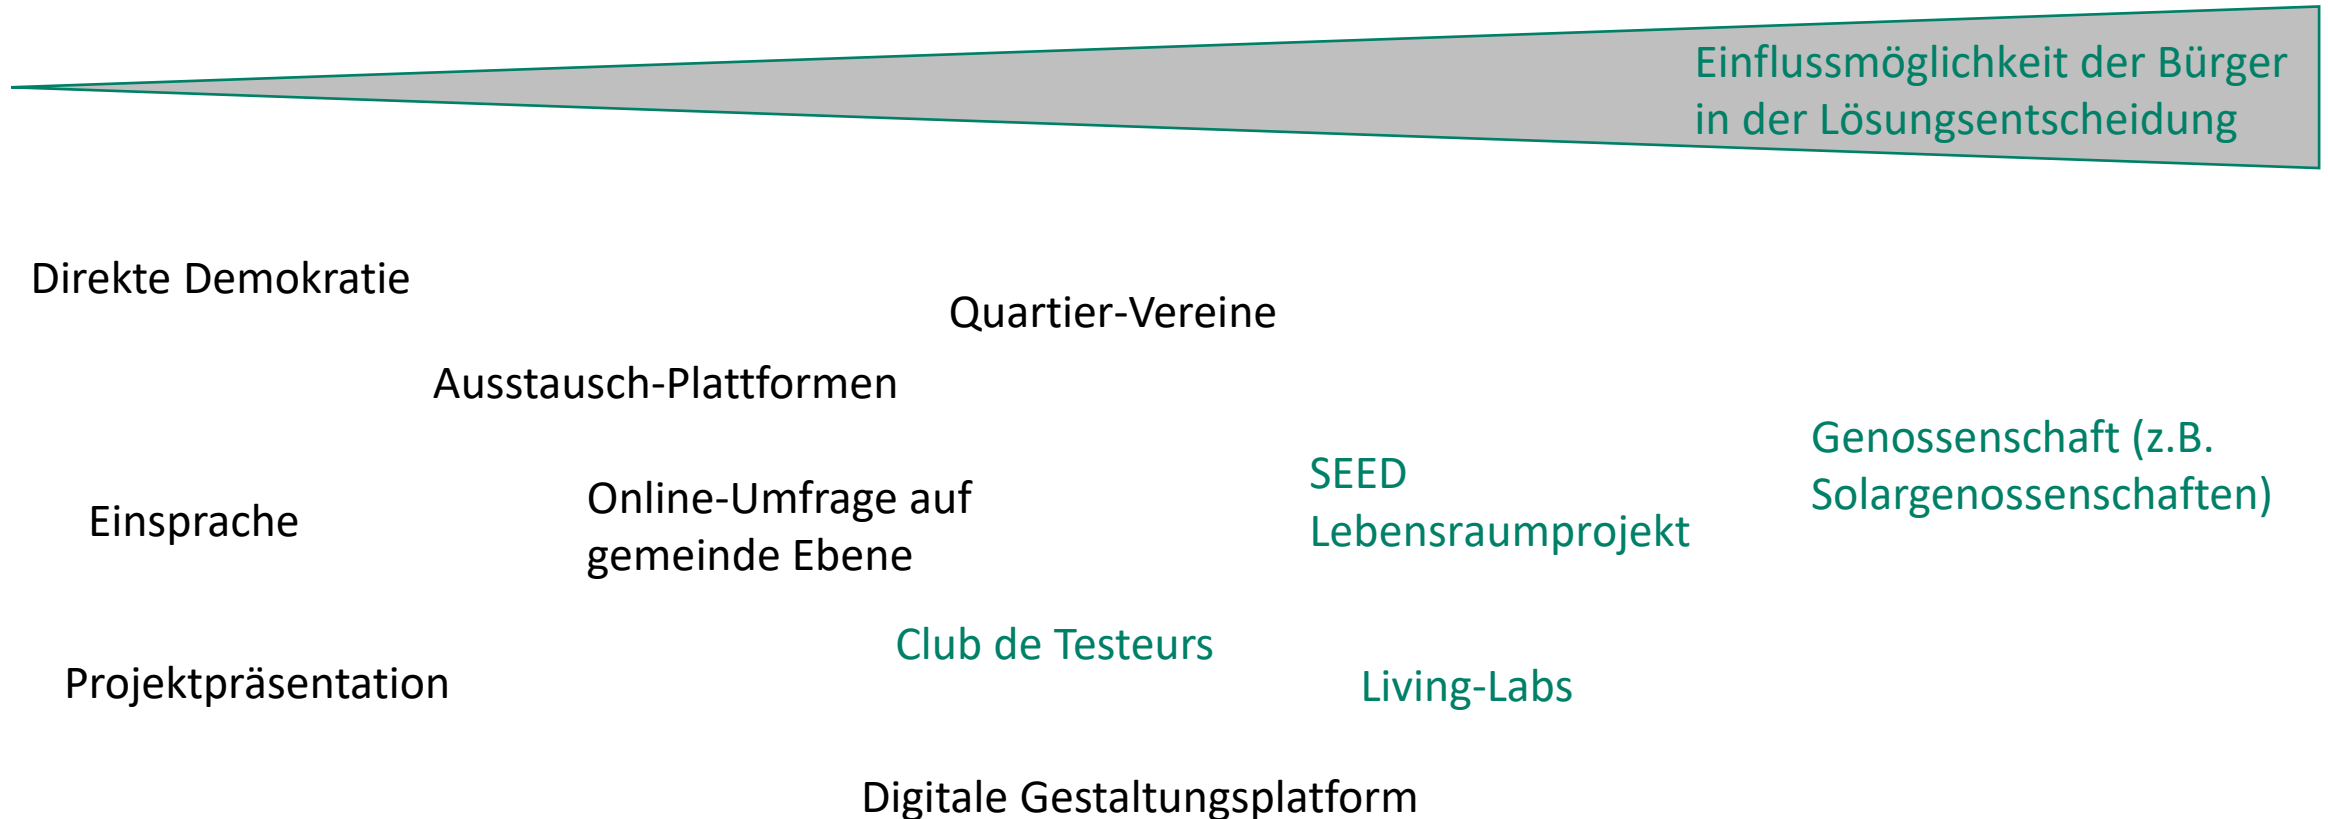 Einflussmöglichkeit der Bürger
in der Lösungsentscheidung
Direkte Demokratie
Quartier-Vereine
Ausstausch-Plattformen
Genossenschaft (z.B.
Solargenossenschaften)
SEED
Lebensraumprojekt
Online-Umfrage auf
gemeinde Ebene
Einsprache
Club de Testeurs
Projektpräsentation
Living-Labs
Digitale Gestaltungsplatform